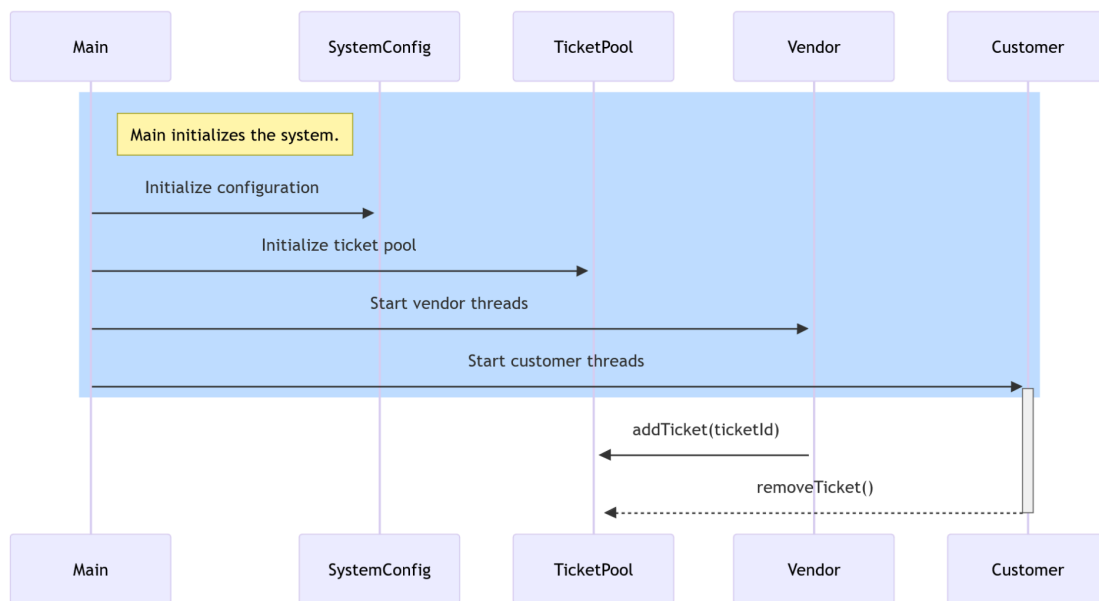 Main
SystemConfig
TicketPool
Vendor
Customer
Main initializes the system.
Initialize configuration
Initialize ticket pool
Start vendor threads
Start customer threads
addTicket(ticketId)
removeTicket()
Main
SystemConfig
TicketPool
Vendor
Customer